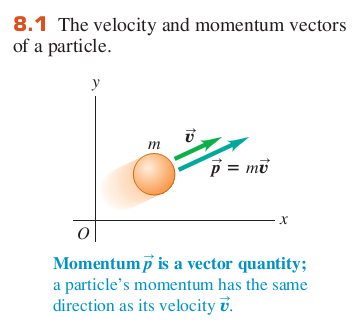 8.1 The velocity and momentum vectors
of a particle.
y
m
v⃗
p⃗ = mv⃗
x
O
Momentum p⃗ is a vector quantity;
a particle's momentum has the same
direction as its velocity v⃗.